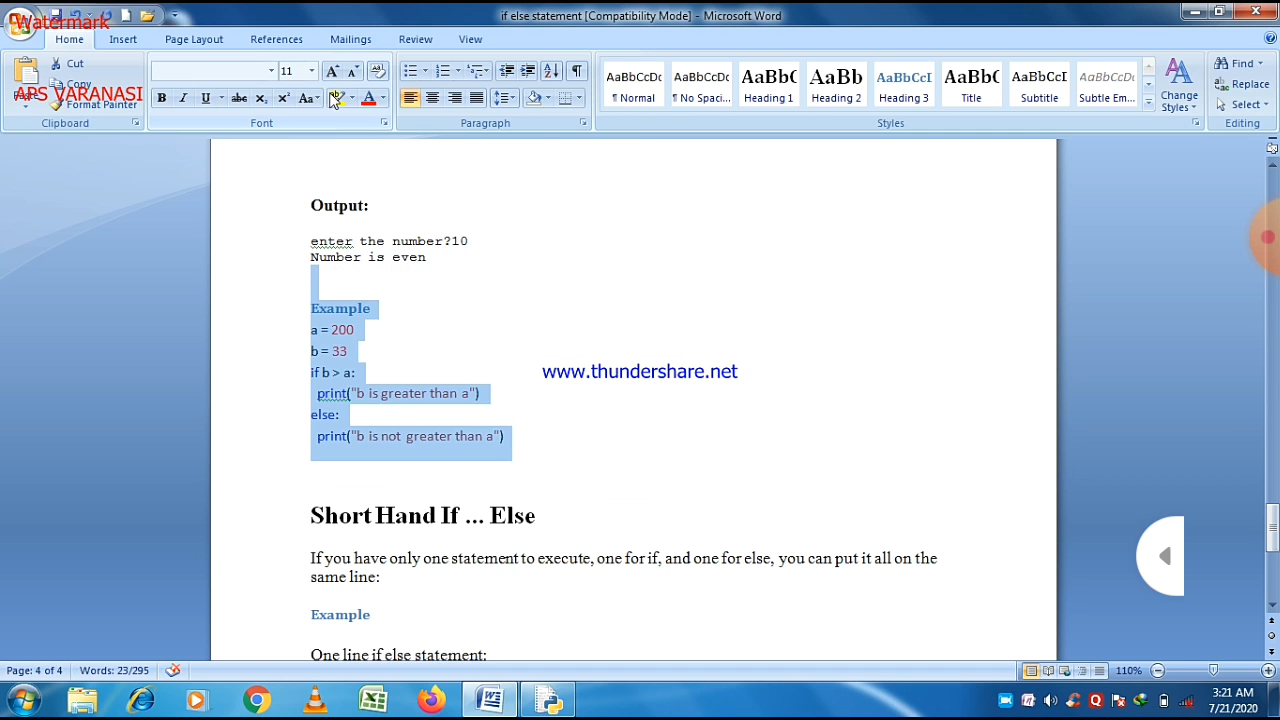 Watermark
if else statement [Compatibility Mode] - Microsoft Word
Home Insert Page Layout References Mailings Review View
Cut
Copy
APS VARANASI
Format Painter
Clipboard
11
B I U abc X₂ X² Aa
Font
Paragraph
AaBbCcDc AaBbCcDc AaBbC AaBb AaBbCcI AaBbC AaBbCcI AaBbCcDc
¶ Normal ¶ No Spaci... Heading 1 Heading 2 Heading 3 Title Subtitle Subtle Em...
Styles
Change
Styles
Find
Replace
Select
Editing
Output:
enter the number?10
Number is even
Example
a = 200
b = 33
if b > a:
www.thundershare.net
print("b is greater than a")
else:
print("b is not greater than a")
Short Hand If ... Else
If you have only one statement to execute, one for if, and one for else, you can put it all on the
same line:
Example
One line if else statement:
Page: 4 of 4 Words: 23/295
110%
3:21 AM
7/21/2020